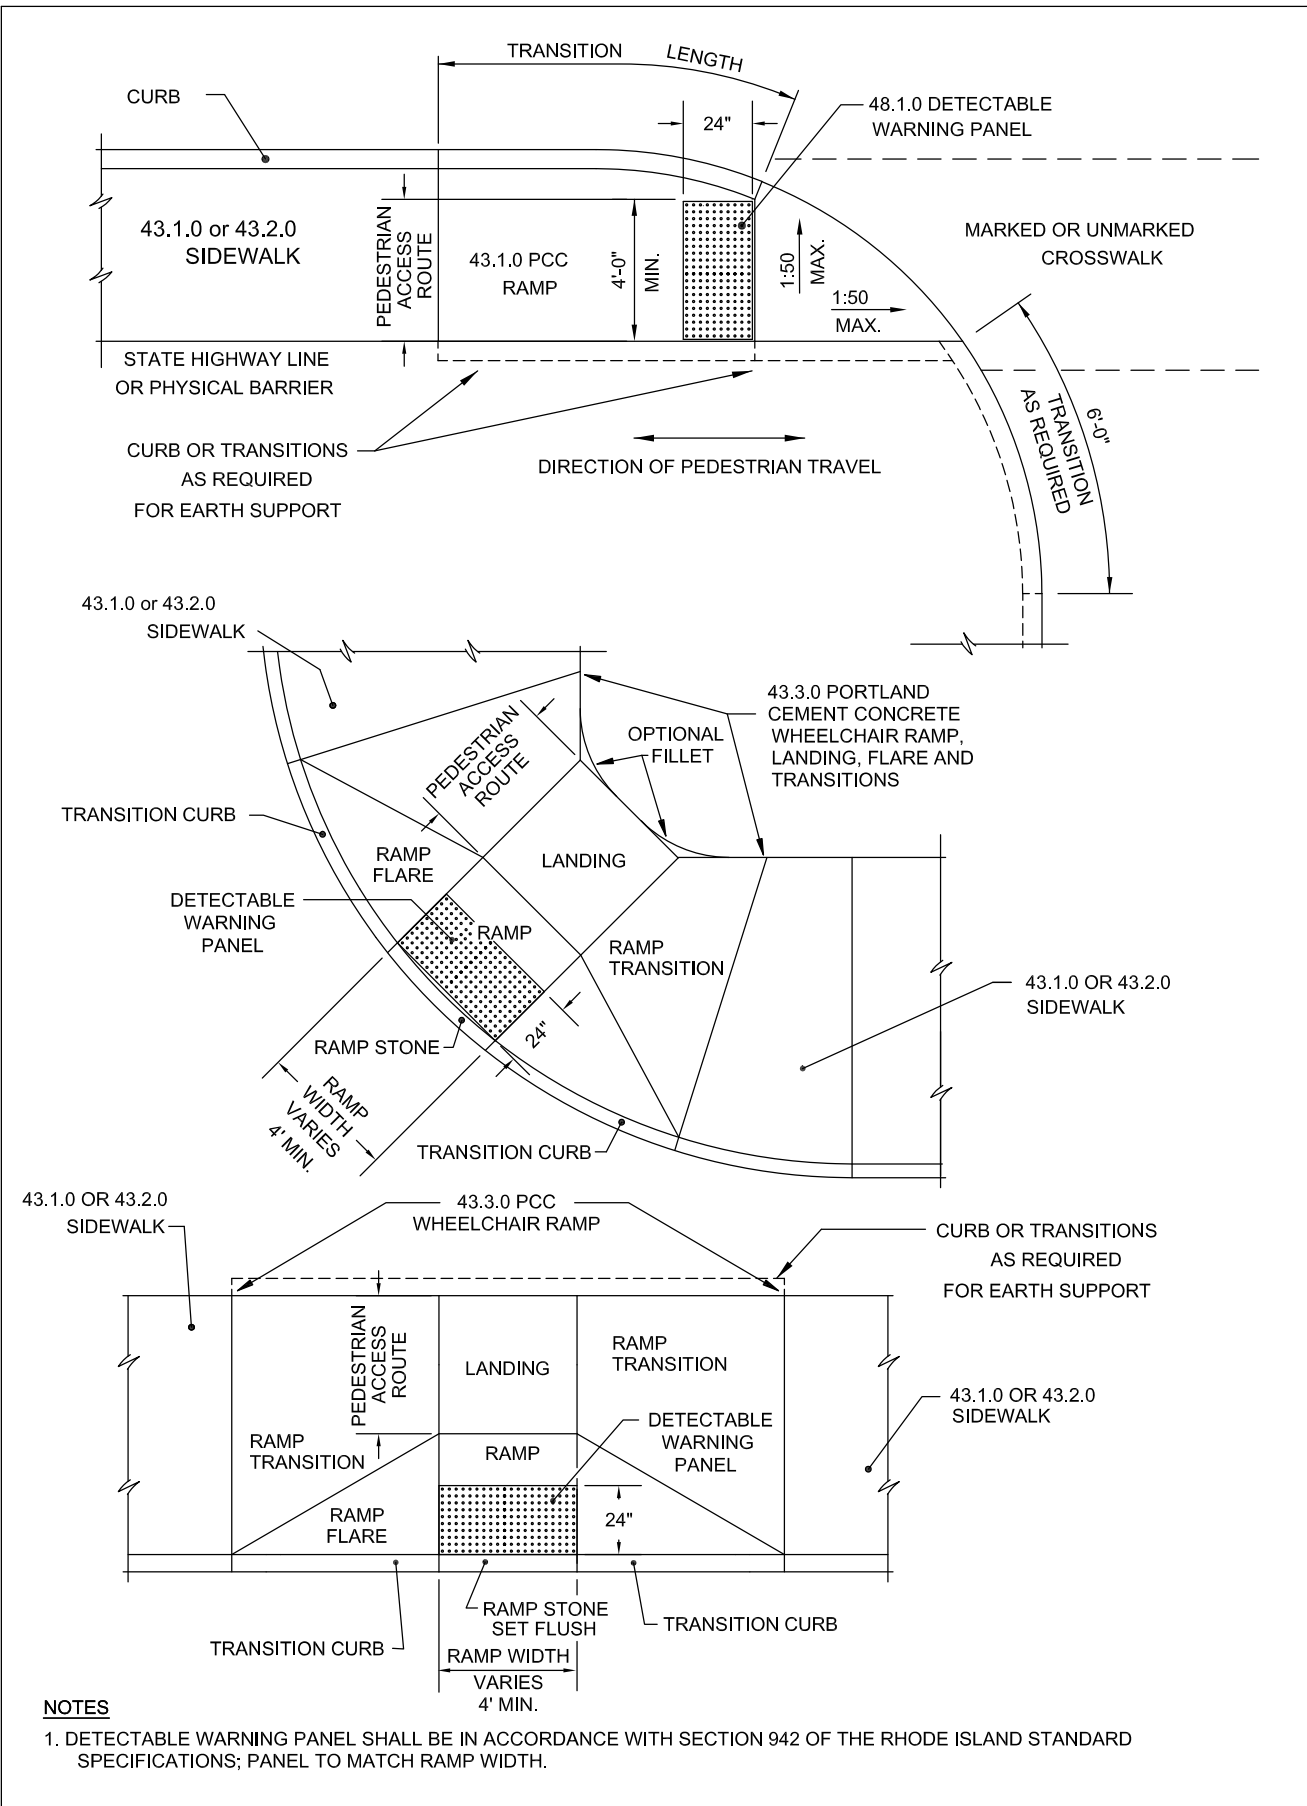 TRANSITION LENGTH
CURB
24"
48.1.0 DETECTABLE
WARNING PANEL
43.1.0 or 43.2.0
SIDEWALK
PEDESTRIAN
ACCESS
ROUTE
43.1.0 PCC
RAMP
4'-0"
MIN.
1:50
MAX.
1:50
MAX.
MARKED OR UNMARKED
CROSSWALK
STATE HIGHWAY LINE
OR PHYSICAL BARRIER
6'-0"
TRANSITION
AS REQUIRED
CURB OR TRANSITIONS
AS REQUIRED
FOR EARTH SUPPORT
DIRECTION OF PEDESTRIAN TRAVEL
43.1.0 or 43.2.0
SIDEWALK
PEDESTRIAN
ACCESS
ROUTE
OPTIONAL
FILLET
43.3.0 PORTLAND
CEMENT CONCRETE
WHEELCHAIR RAMP,
LANDING, FLARE AND
TRANSITIONS
TRANSITION CURB
RAMP
FLARE
LANDING
DETECTABLE
WARNING
PANEL
RAMP
RAMP
TRANSITION
43.1.0 OR 43.2.0
SIDEWALK
RAMP STONE
24"
RAMP
WIDTH
VARIES
4' MIN.
TRANSITION CURB
43.1.0 OR 43.2.0
SIDEWALK
43.3.0 PCC
WHEELCHAIR RAMP
CURB OR TRANSITIONS
AS REQUIRED
FOR EARTH SUPPORT
PEDESTRIAN
ACCESS
ROUTE
LANDING
RAMP
TRANSITION
43.1.0 OR 43.2.0
SIDEWALK
RAMP
TRANSITION
RAMP
DETECTABLE
WARNING
PANEL
RAMP
FLARE
24"
RAMP STONE
SET FLUSH
TRANSITION CURB
TRANSITION CURB
RAMP WIDTH
VARIES
4' MIN.
NOTES
1. DETECTABLE WARNING PANEL SHALL BE IN ACCORDANCE WITH SECTION 942 OF THE RHODE ISLAND STANDARD
SPECIFICATIONS; PANEL TO MATCH RAMP WIDTH.